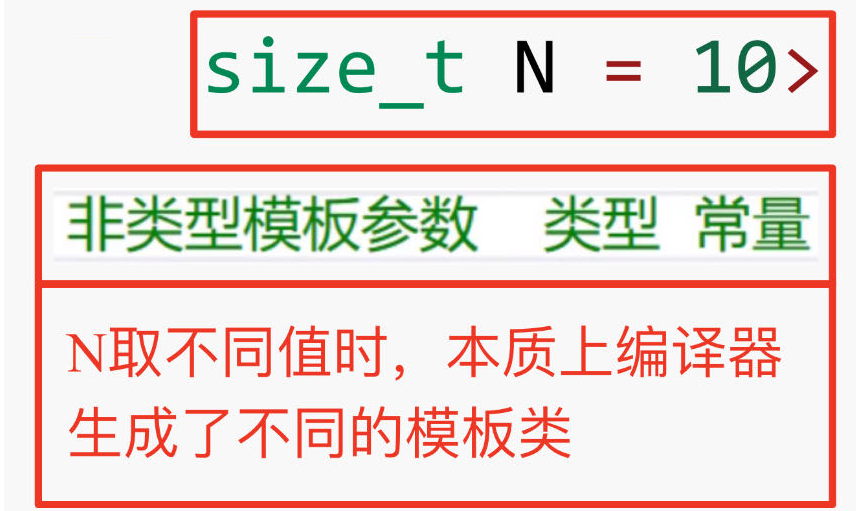 size_t N = 10>
非类型模板参数 类型 常量
N取不同值时，本质上编译器
生成了不同的模板类